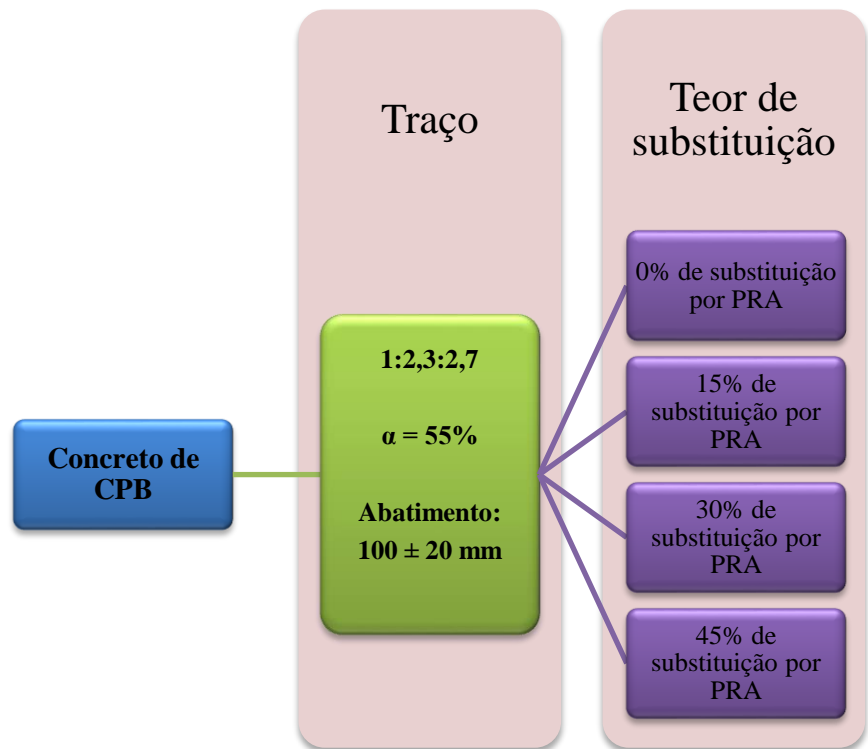 Traço
Teor de
substituição
Concreto de
CPB
1:2,3:2,7
α = 55%
Abatimento:
100 ± 20 mm
0% de substituição
por PRA
15% de
substituição por
PRA
30% de
substituição por
PRA
45% de
substituição por
PRA